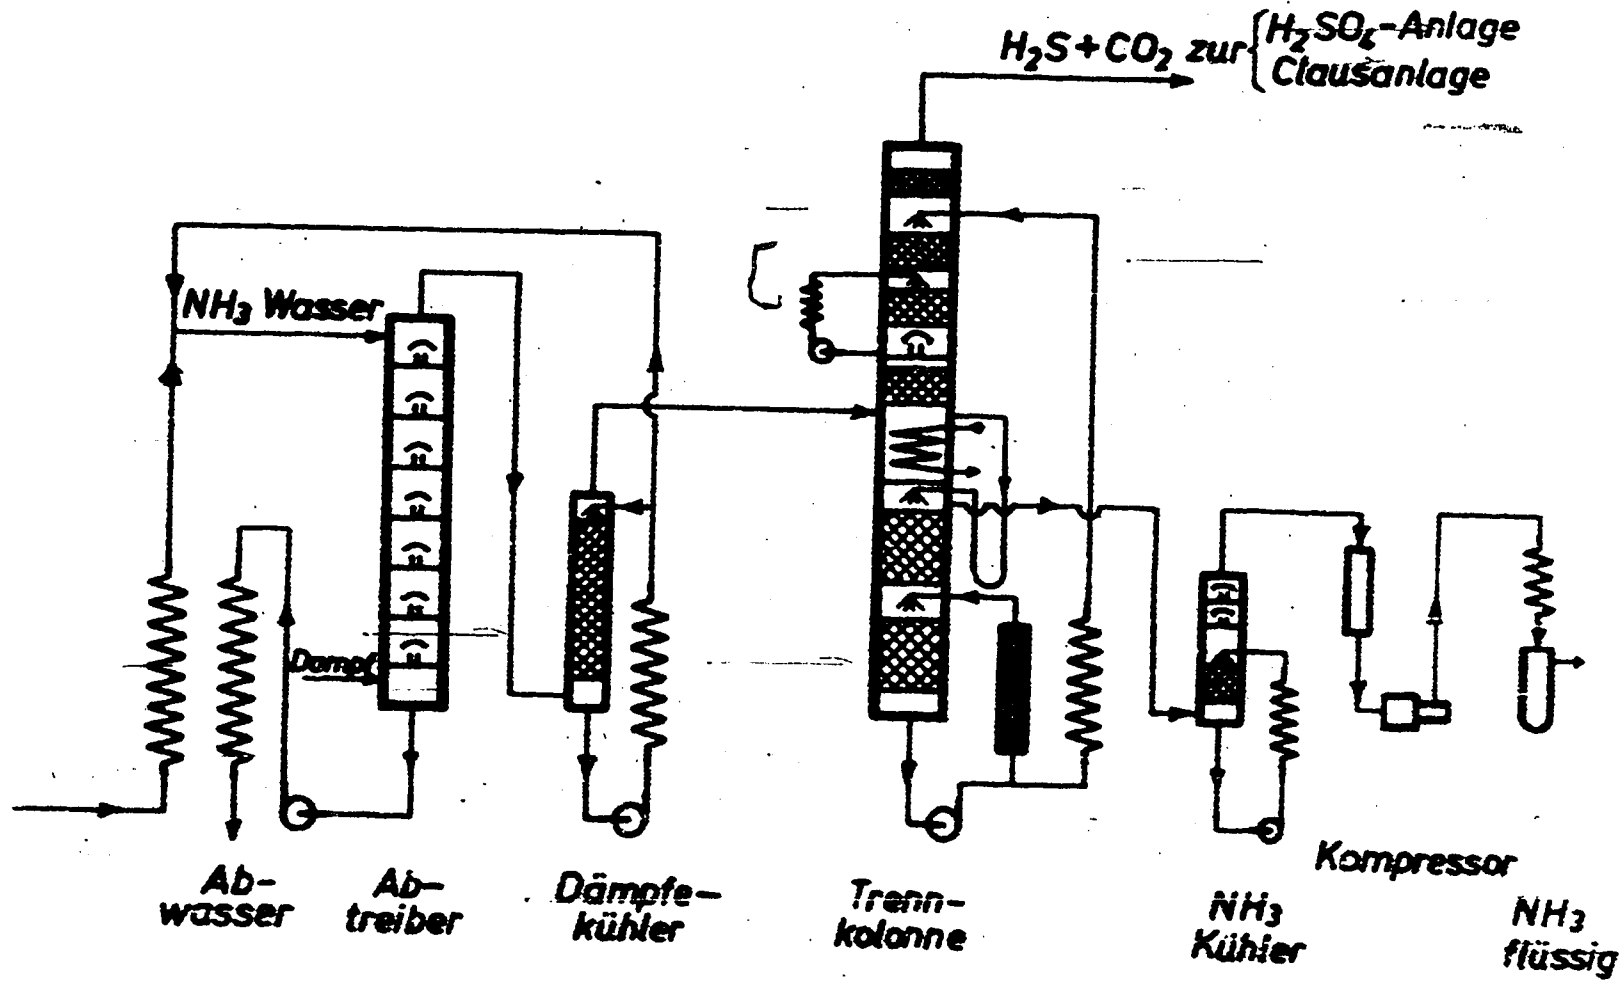 H₂S+CO₂ zur
H₂SO₄-Anlage
Clausanlage
NH₃ Wasser
Dampf
Ab-
wasser
Ab-
treiber
Dämpfe-
kühler
Trenn-
kolonne
NH₃
Kühler
Kompressor
NH₃
flüssig